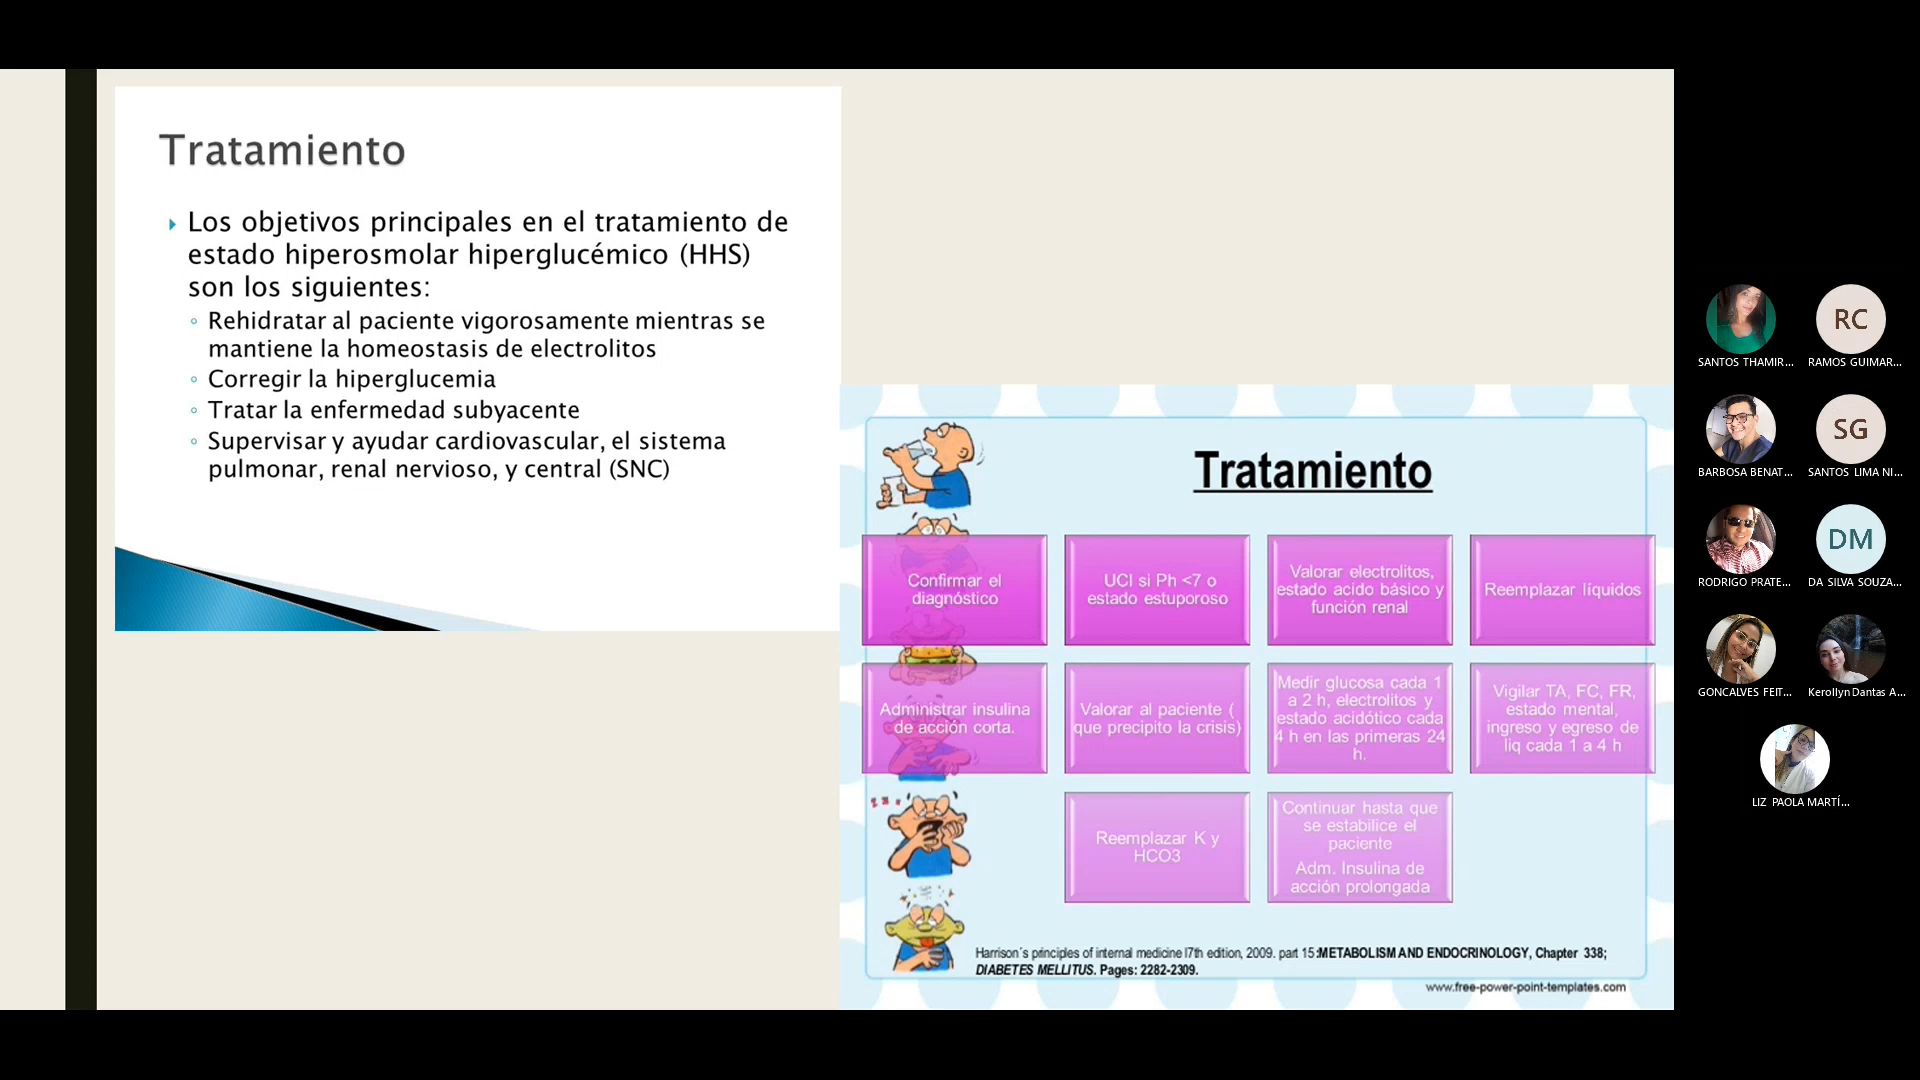 Tratamiento
Los objetivos principales en el tratamiento de
estado hiperosmolar hiperglucémico (HHS)
son los siguientes:
Rehidratar al paciente vigorosamente mientras se
mantiene la homeostasis de electrolitos
Corregir la hiperglucemia
Tratar la enfermedad subyacente
Supervisar y ayudar cardiovascular, el sistema
pulmonar, renal nervioso, y central (SNC)
Tratamiento
Confirmar el
diagnóstico
UCI si Ph <7 o
estado estuporoso
Valorar electrolitos,
estado acido básico y
función renal
Reemplazar líquidos
Administrar insulina
de acción corta.
Valorar al paciente (
que precipito la crisis)
Medir glucosa cada 1
a 2 h, electrolitos y
estado acidótico cada
4 h en las primeras 24
h.
Vigilar TA, FC, FR,
estado mental,
ingreso y egreso de
liq cada 1 a 4 h
Reemplazar K y
HCO3
Continuar hasta que
se estabilice el
paciente
Adm. Insulina de
acción prolongada
Harrison´s principles of internal medicine l7th edition, 2009. part 15:METABOLISM AND ENDOCRINOLOGY, Chapter 338;
DIABETES MELLITUS. Pages: 2282-2309.
www.free-power-point-templates.com
SANTOS THAMIR...
RC
RAMOS GUIMAR...
BARBOSA BENAT...
SG
SANTOS LIMA NI...
RODRIGO PRATE...
DM
DA SILVA SOUZA...
GONCALVES FEIT...
Kerollyn Dantas A...
LIZ PAOLA MARTÍ...